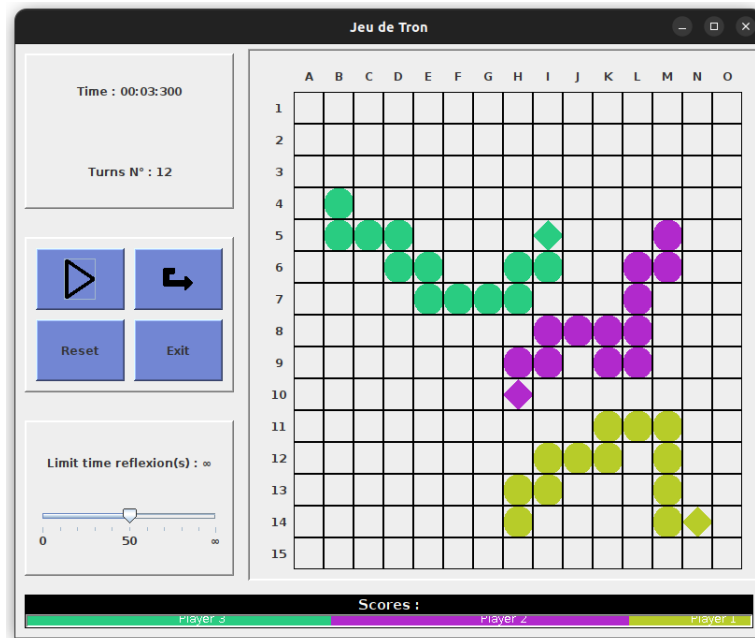 Jeu de Tron
Time : 00:03:300
Turns N° : 12
Reset
Exit
Limit time reflexion(s) : ∞
0 50 ∞
A B C D E F G H I J K L M N O
1
2
3
4
5
6
7
8
9
10
11
12
13
14
15
Scores :
Player 3 Player 2 Player 1